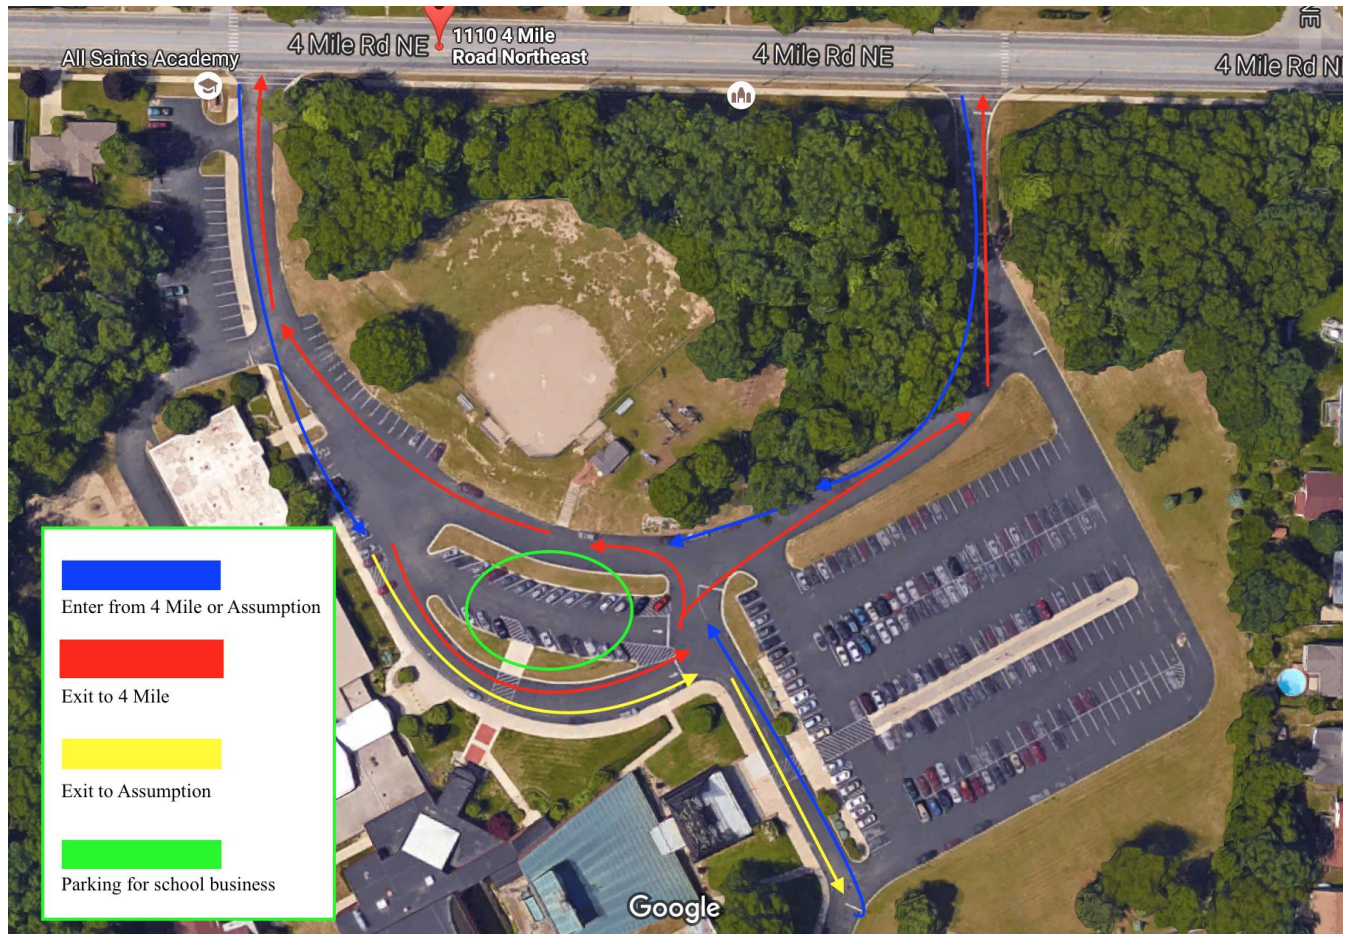 NE
4 Mile Rd NE
1110 4 Mile
Road Northeast
4 Mile Rd NE
4 Mile Rd N
All Saints Academy
Enter from 4 Mile or Assumption
Exit to 4 Mile
Exit to Assumption
Parking for school business
Google